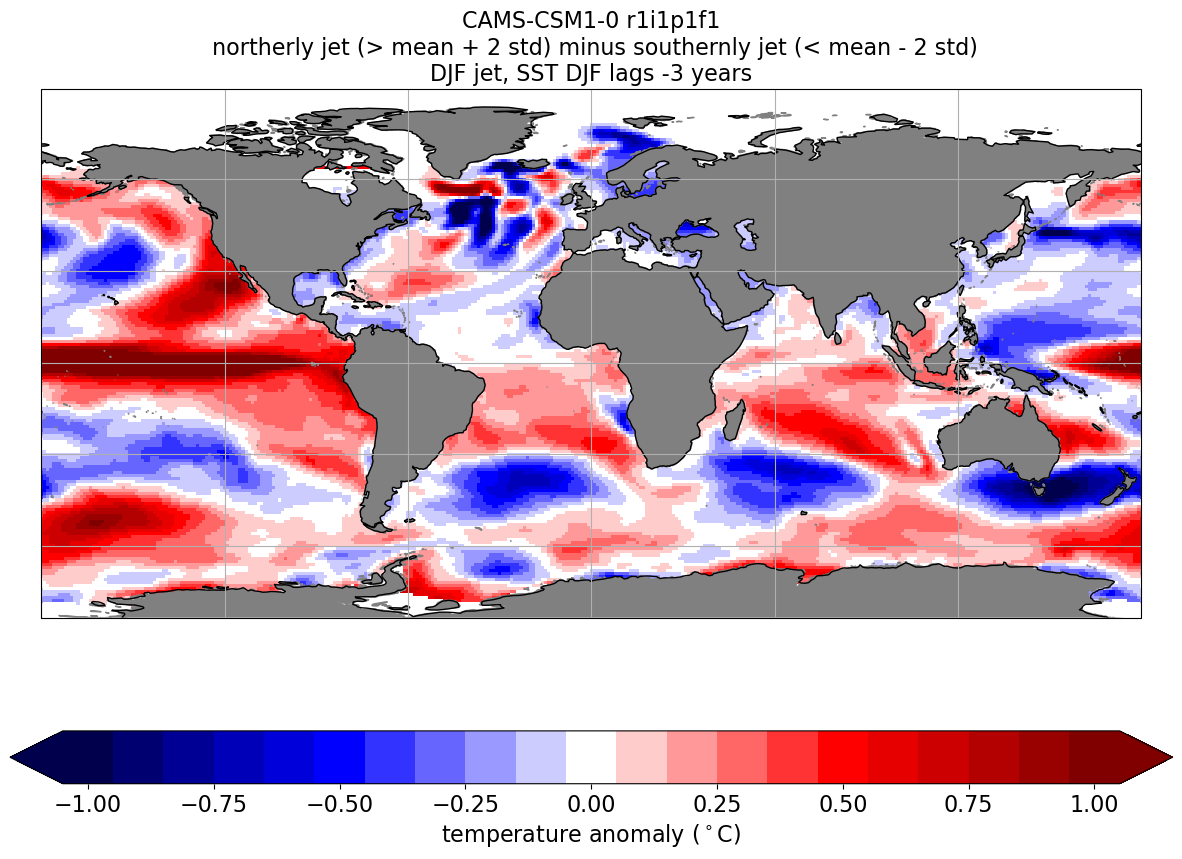 CAMS-CSM1-0 r1i1p1f1
northerly jet (> mean + 2 std) minus southernly jet (< mean - 2 std)
DJF jet, SST DJF lags -3 years
−1.00 −0.75 −0.50 −0.25 0.00 0.25 0.50 0.75 1.00
temperature anomaly (°C)